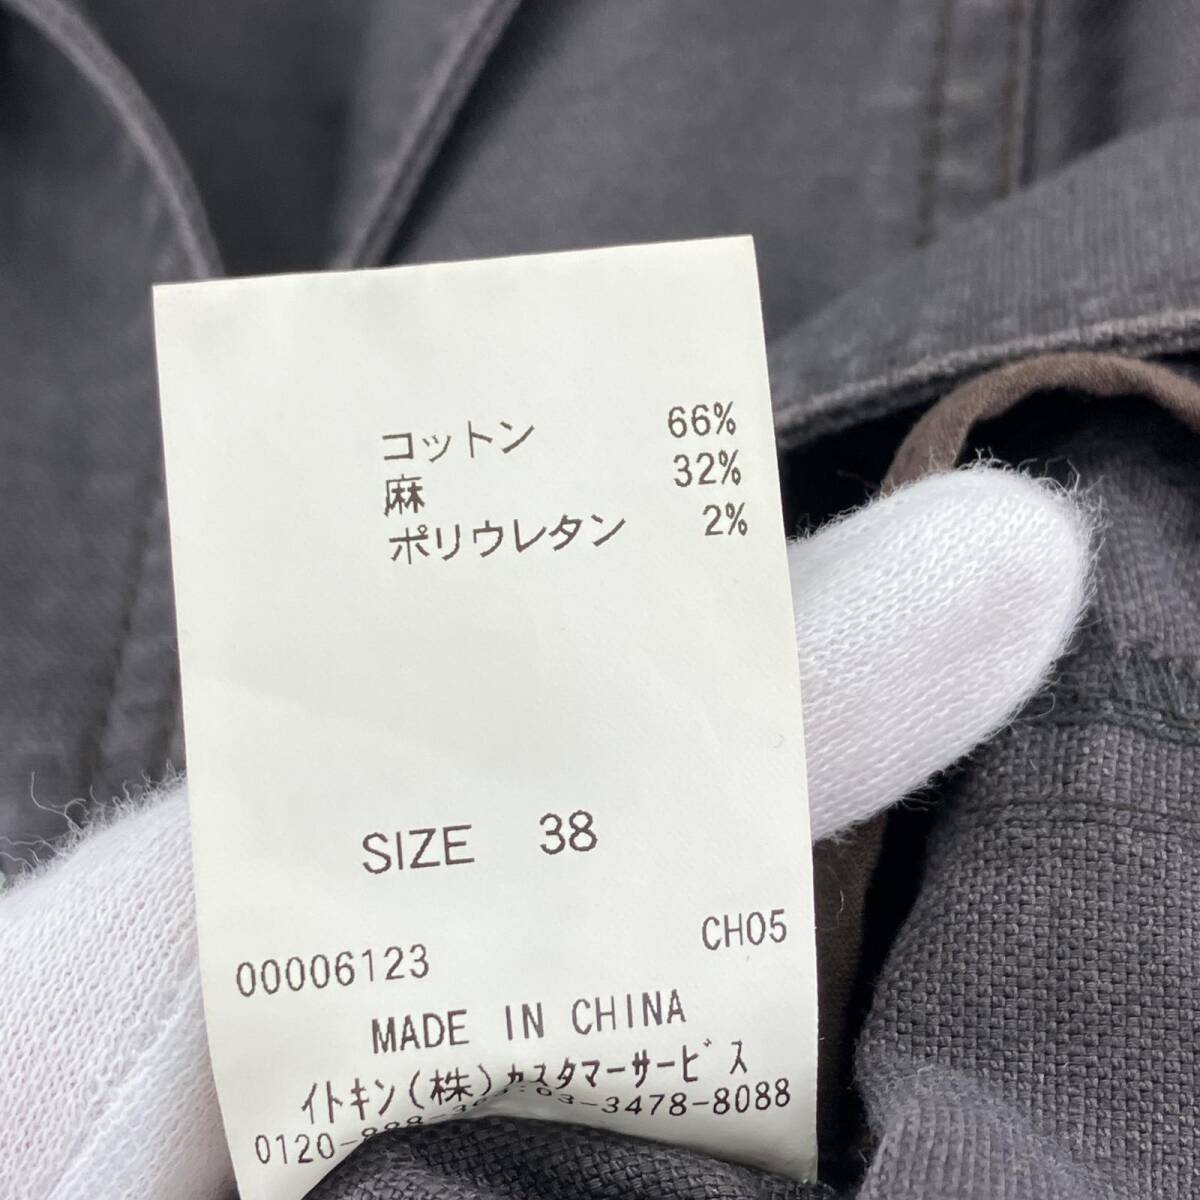 コットン 66%
麻 32%
ポリウレタン 2%
SIZE 38
00006123 CH05
MADE IN CHINA
イトキン(株)カスタマーサービス
03-3478-8088